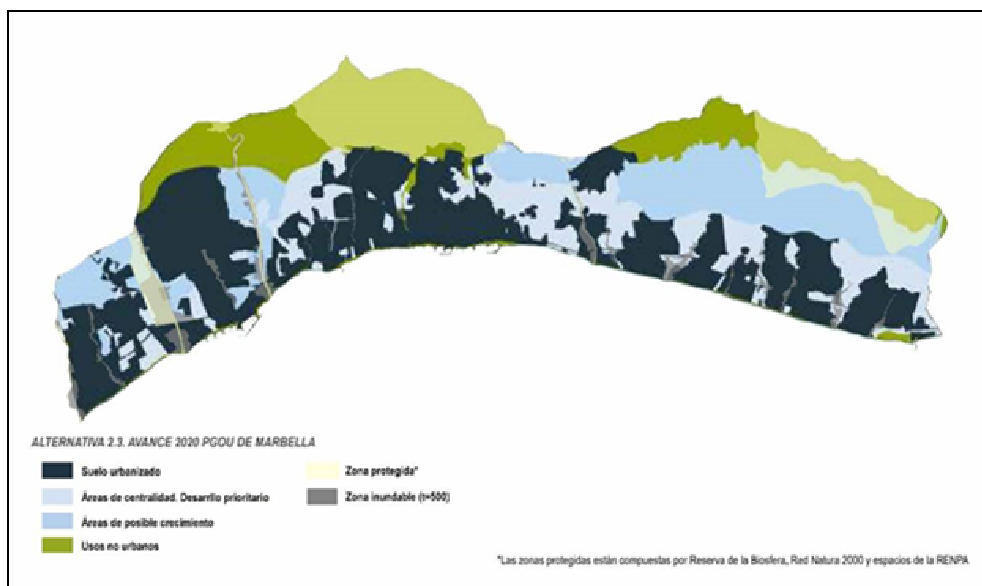 ALTERNATIVA 2.3. AVANCE 2020 PGOU DE MARBELLA
Suelo urbanizado
Áreas de centralidad. Desarrllo prioritario
Áreas de posible crecimiento
Usos no urbanos
Zona protegida*
Zona inundable (t=500)
*Las zonas protegidas están compuestas por Reserva de la Biosfera, Red Natura 2000 y espacios de la RENPA